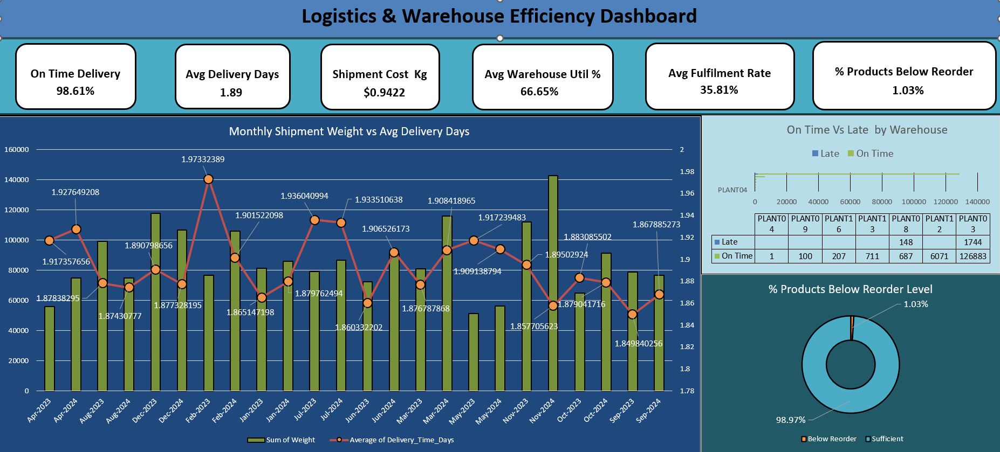 Logistics & Warehouse Efficiency Dashboard
On Time Delivery
98.61%
Avg Delivery Days
1.89
Shipment Cost  Kg
$0.9422
Avg Warehouse Util %
66.65%
Avg Fulfilment Rate
35.81%
% Products Below Reorder
1.03%
Monthly Shipment Weight vs Avg Delivery Days
160000
140000
120000
100000
80000
60000
40000
20000
0
2
1.98
1.96
1.94
1.92
1.9
1.88
1.86
1.84
1.82
1.8
1.78
1.917357656
1.927649208
1.87838295
1.87430777
1.890798656
1.877328195
1.97332389
1.901522098
1.865147198
1.879762494
1.936040994
1.933510638
1.860332202
1.906526173
1.876787868
1.908418965
1.917239483
1.909138794
1.89502924
1.857705623
1.883085502
1.879041716
1.849840256
1.867885273
Apr-2023
Apr-2024
Aug-2023
Aug-2024
Dec-2023
Dec-2024
Feb-2023
Feb-2024
Jan-2023
Jan-2024
Jul-2023
Jul-2024
Jun-2023
Jun-2024
Mar-2023
Mar-2024
May-2023
May-2024
Nov-2023
Nov-2024
Oct-2023
Oct-2024
Sep-2023
Sep-2024
Sum of Weight
Average of Delivery_Time_Days
On Time Vs Late  by Warehouse
Late On Time
PLANT04
0 20000 40000 60000 80000 100000 120000 140000
PLANT0 PLANT0 PLANT1 PLANT1 PLANT0 PLANT1 PLANT0
4 9 6 3 8 2 3
Late 148 1744
On Time 1 100 207 711 687 6071 126883
% Products Below Reorder Level
1.03%
98.97%
Below Reorder Sufficient